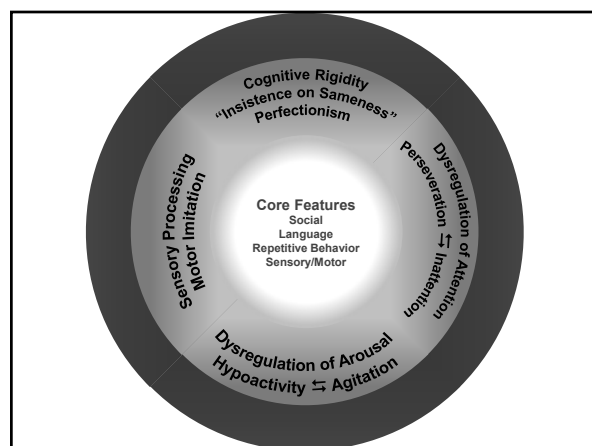 Cognitive Rigidity
“Insistence on Sameness”
Perfectionism
Dysregulation of Attention
Perseveration ⇅ Inattention
Core Features
Social
Language
Repetitive Behavior
Sensory/Motor
Sensory Processing
Motor Imitation
Dysregulation of Arousal
Hypoactivity ⇆ Agitation